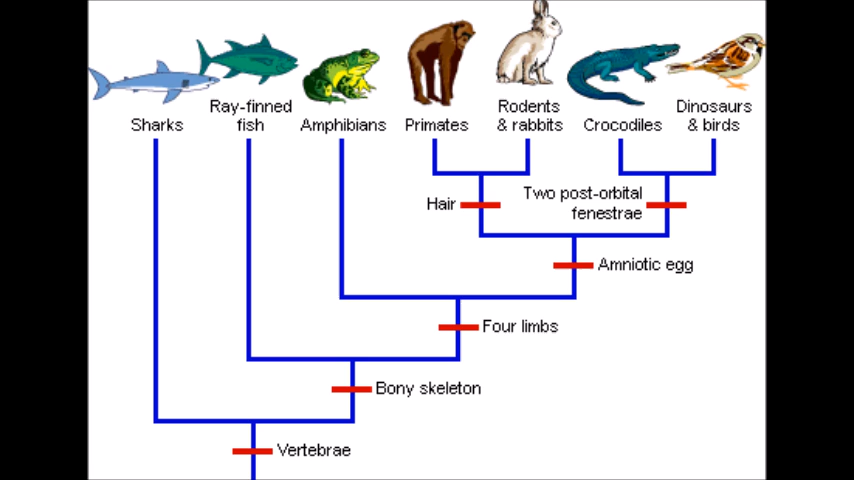 Sharks
Ray-finned
fish
Amphibians
Primates
Rodents
& rabbits
Crocodiles
Dinosaurs
& birds
Hair
Two post-orbital
fenestrae
Amniotic egg
Four limbs
Bony skeleton
Vertebrae